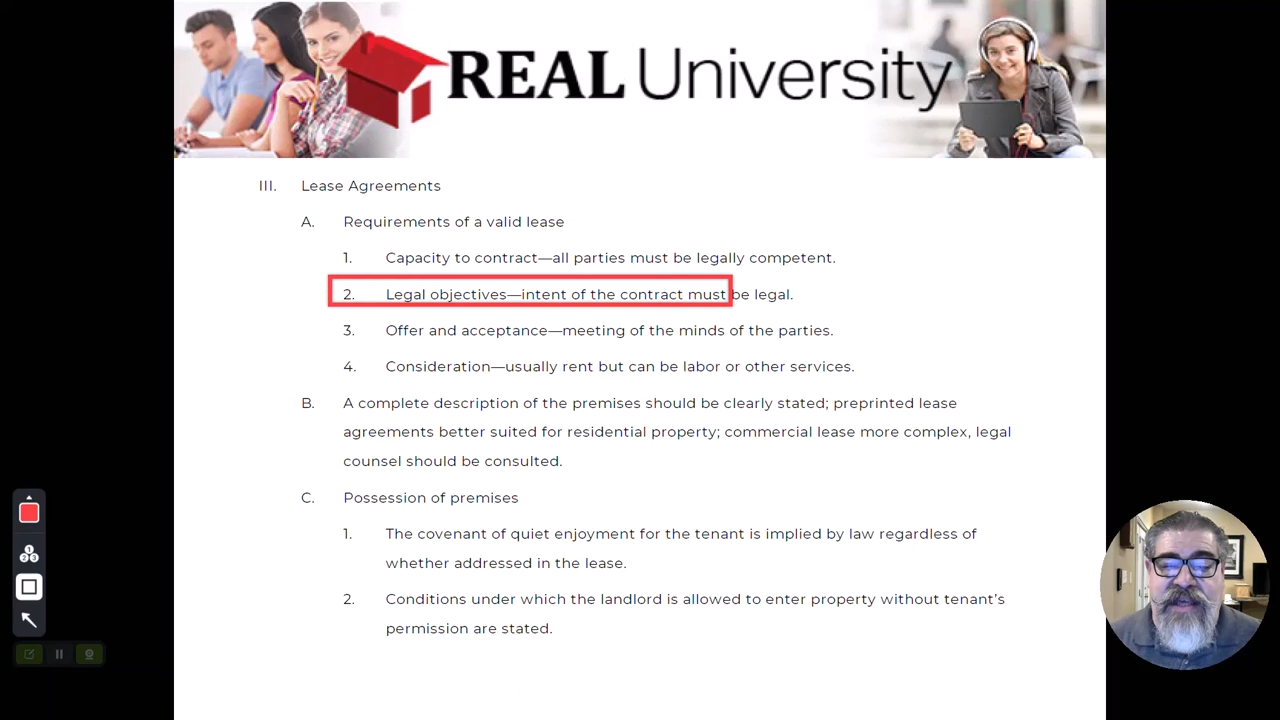 REAL University
III. Lease Agreements
A. Requirements of a valid lease
1. Capacity to contract—all parties must be legally competent.
2. Legal objectives—intent of the contract must be legal.
3. Offer and acceptance—meeting of the minds of the parties.
4. Consideration—usually rent but can be labor or other services.
B. A complete description of the premises should be clearly stated; preprinted lease
agreements better suited for residential property; commercial lease more complex, legal
counsel should be consulted.
C. Possession of premises
1. The covenant of quiet enjoyment for the tenant is implied by law regardless of
whether addressed in the lease.
2. Conditions under which the landlord is allowed to enter property without tenant's
permission are stated.